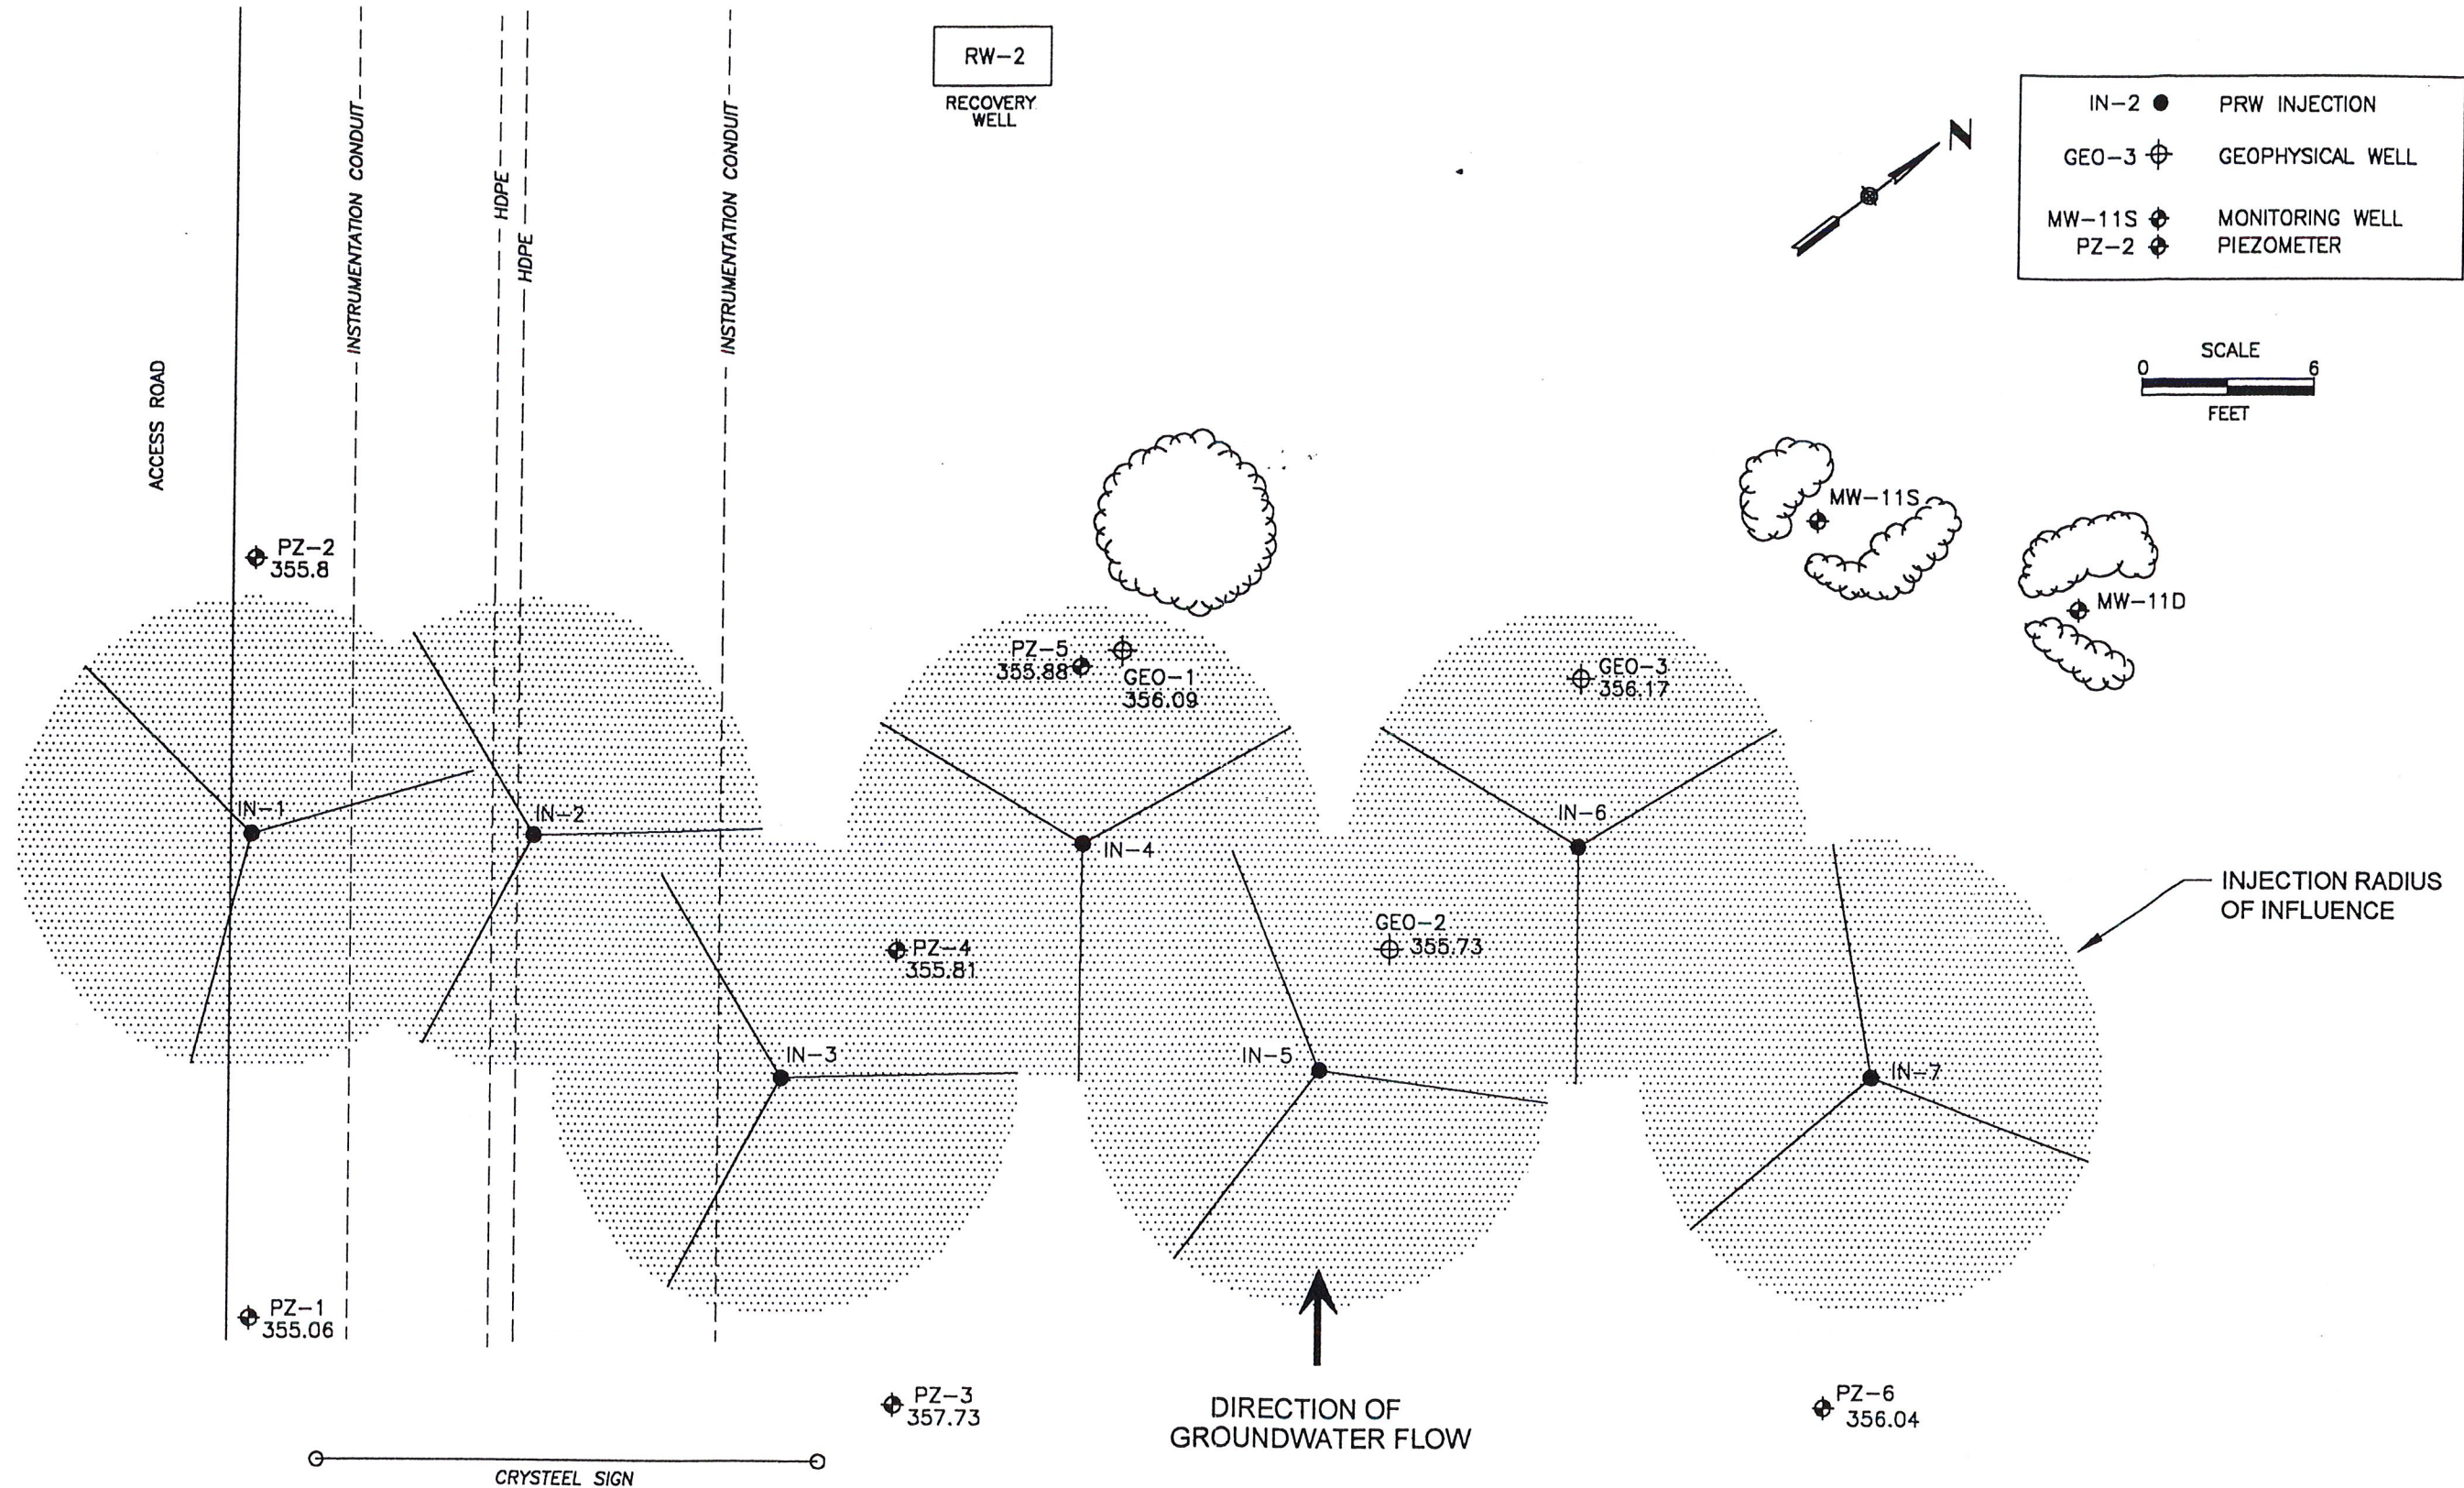 RW-2
RECOVERY
WELL
N
IN-2 PRW INJECTION
GEO-3 GEOPHYSICAL WELL
MW-11S MONITORING WELL
PZ-2 PIEZOMETER
SCALE
0 6
FEET
ACCESS ROAD
INSTRUMENTATION CONDUIT
HDPE
HDPE
INSTRUMENTATION CONDUIT
MW-11S
MW-11D
PZ-2
355.8
PZ-5
355.88
GEO-1
356.09
GEO-3
356.17
IN-1
IN-2
IN-4
IN-6
INJECTION RADIUS
OF INFLUENCE
PZ-4
355.81
GEO-2
355.73
IN-3
IN-5
IN-7
PZ-1
355.06
PZ-3
357.73
DIRECTION OF
GROUNDWATER FLOW
PZ-6
356.04
CRYSTEEL SIGN